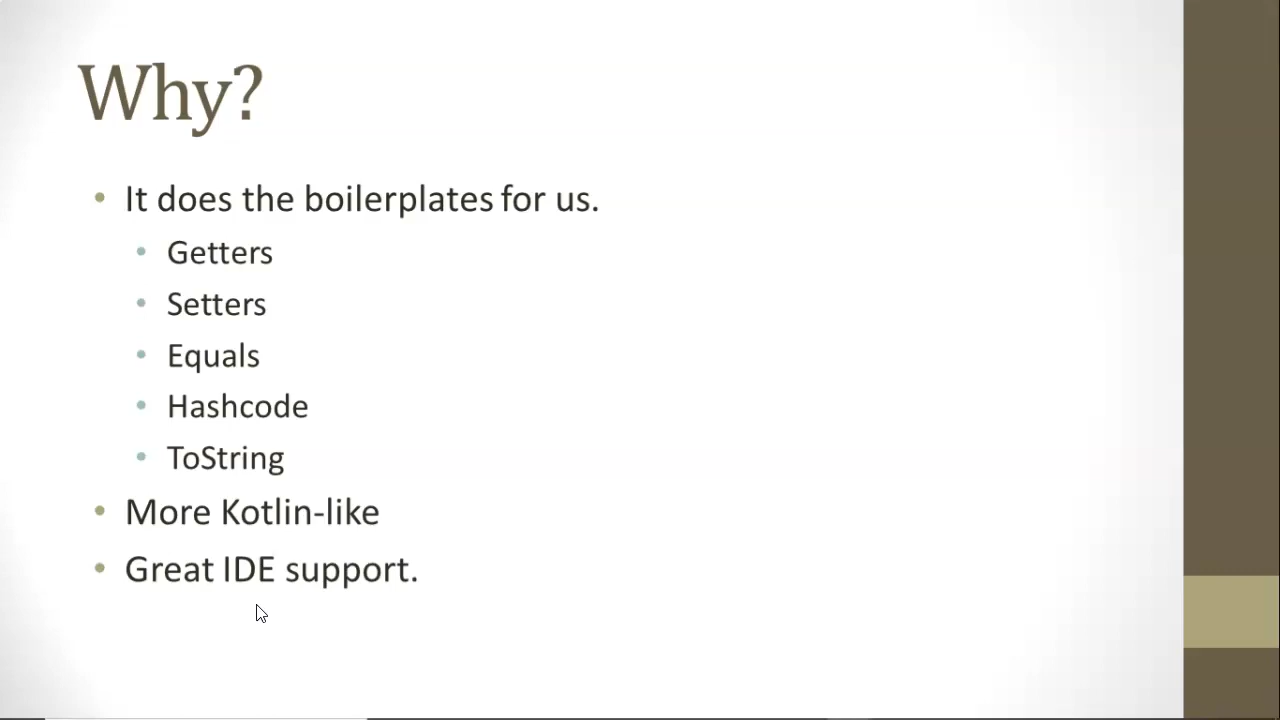 Why?
It does the boilerplates for us.
Getters
Setters
Equals
Hashcode
ToString
More Kotlin-like
Great IDE support.